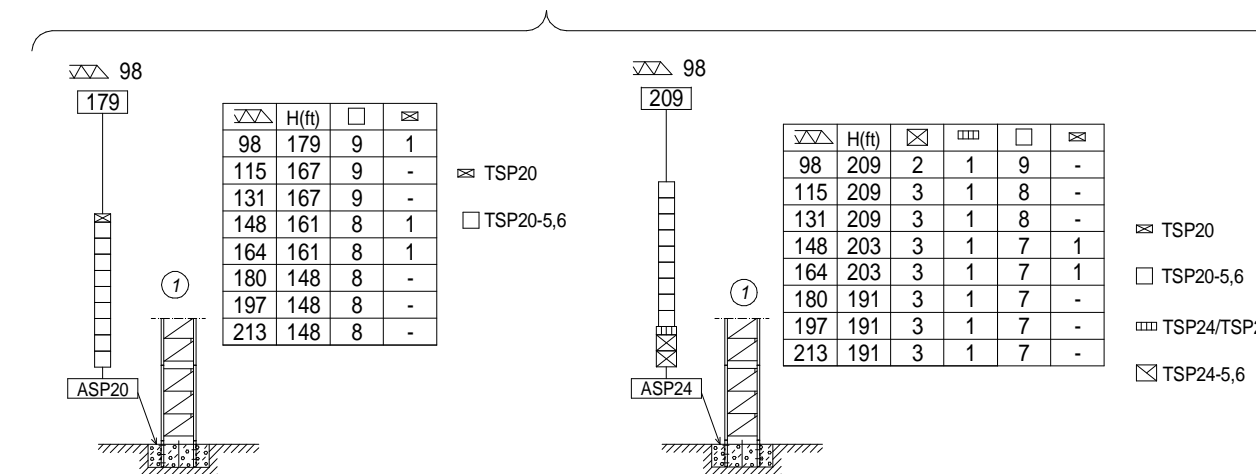 98
179
H(ft)
98 179 9 1
115 167 9 -
131 167 9 -
148 161 8 1
164 161 8 1
180 148 8 -
197 148 8 -
213 148 8 -
TSP20
TSP20-5,6
1
ASP20
98
209
H(ft)
98 209 2 1 9 -
115 209 3 1 8 -
131 209 3 1 8 -
148 203 3 1 7 1
164 203 3 1 7 1
180 191 3 1 7 -
197 191 3 1 7 -
213 191 3 1 7 -
TSP20
TSP20-5,6
TSP24-5,6
1
ASP24